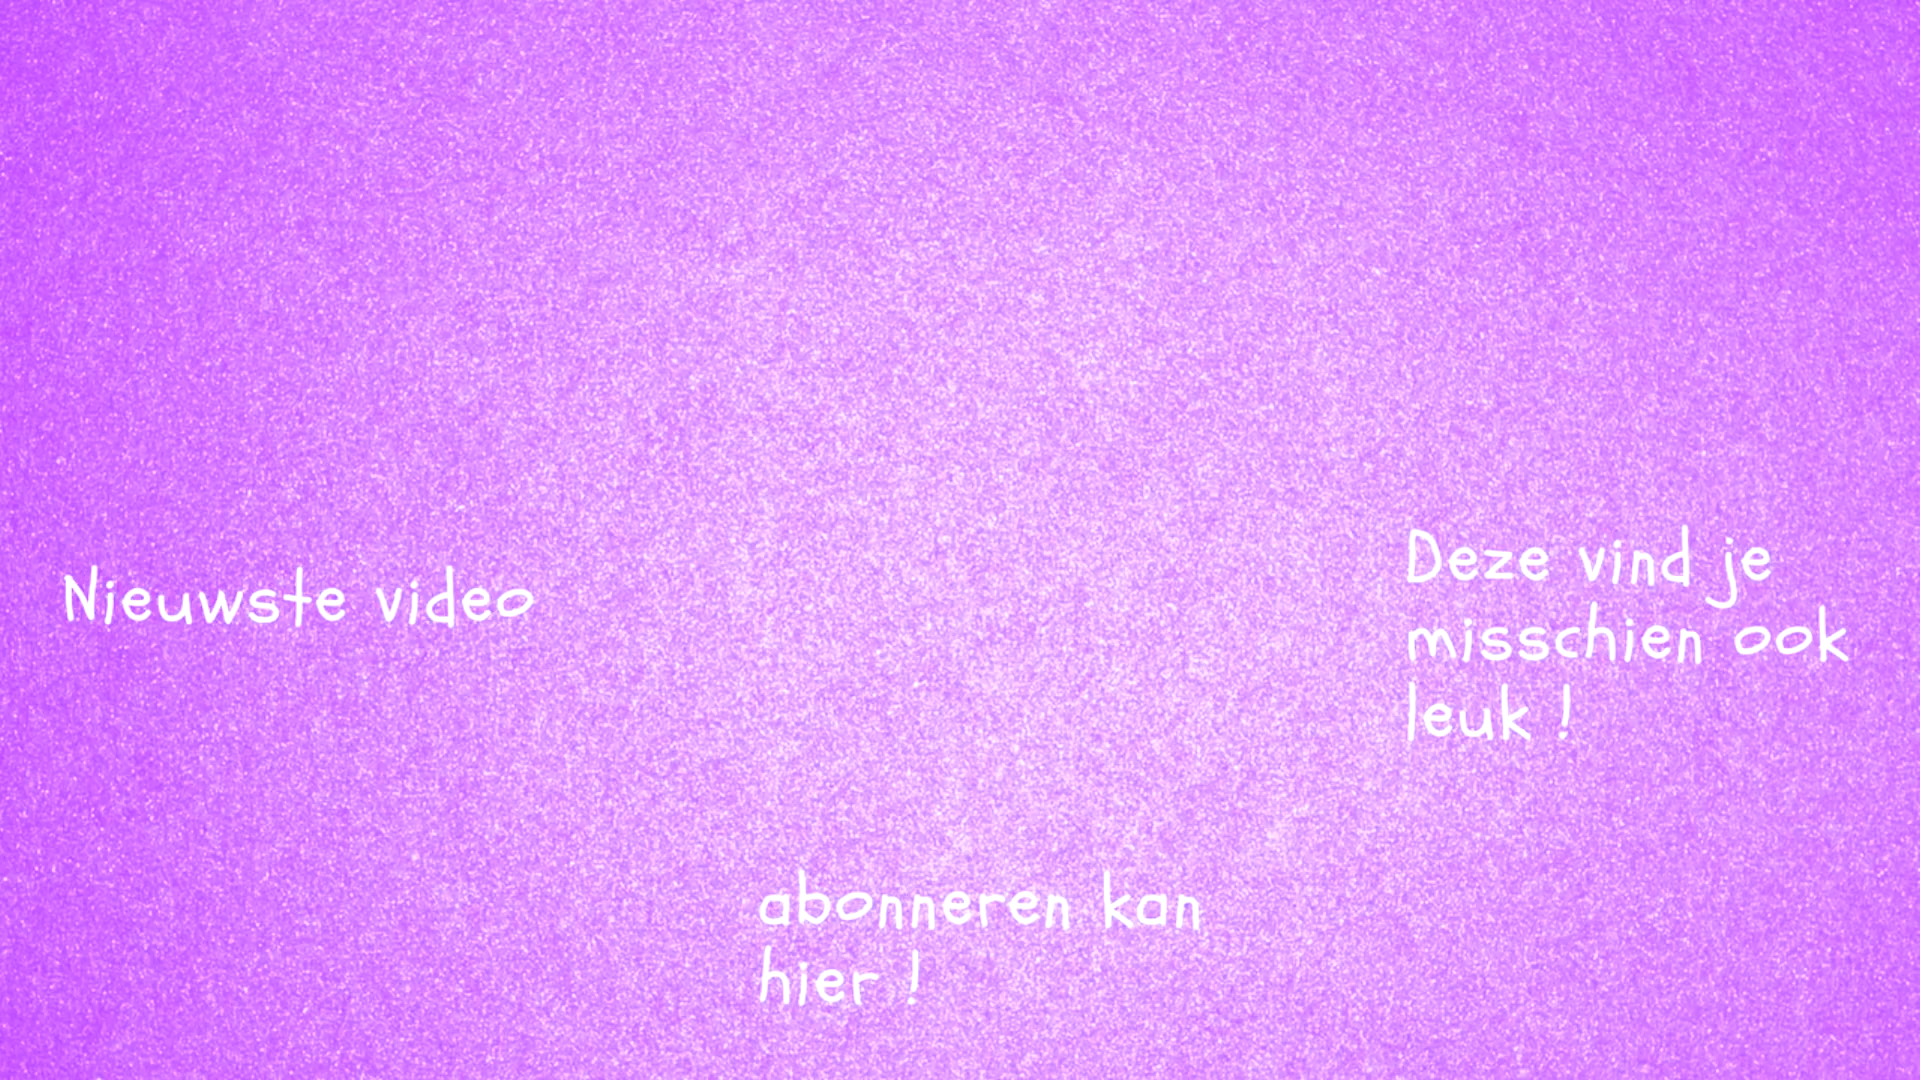 Nieuwste video
Deze vind je
misschien ook
leuk !
abonneren kan
hier !